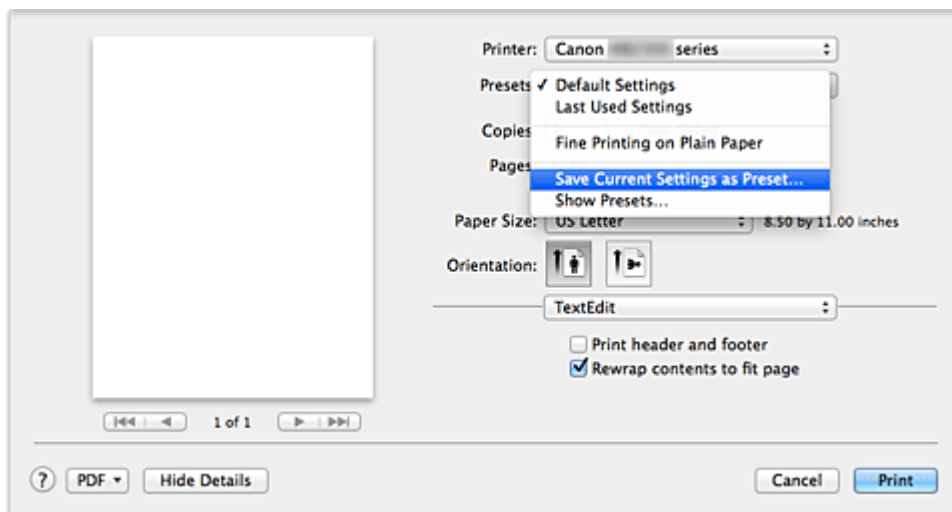 Printer: Canon series
Presets ✓ Default Settings
Last Used Settings
Copies
Fine Printing on Plain Paper
Pages
Save Current Settings as Preset...
Show Presets...
Paper Size: US Letter 8.50 by 11.00 inches
Orientation:
TextEdit
Print header and footer
Rewrap contents to fit page
1 of 1
? PDF Hide Details Cancel Print